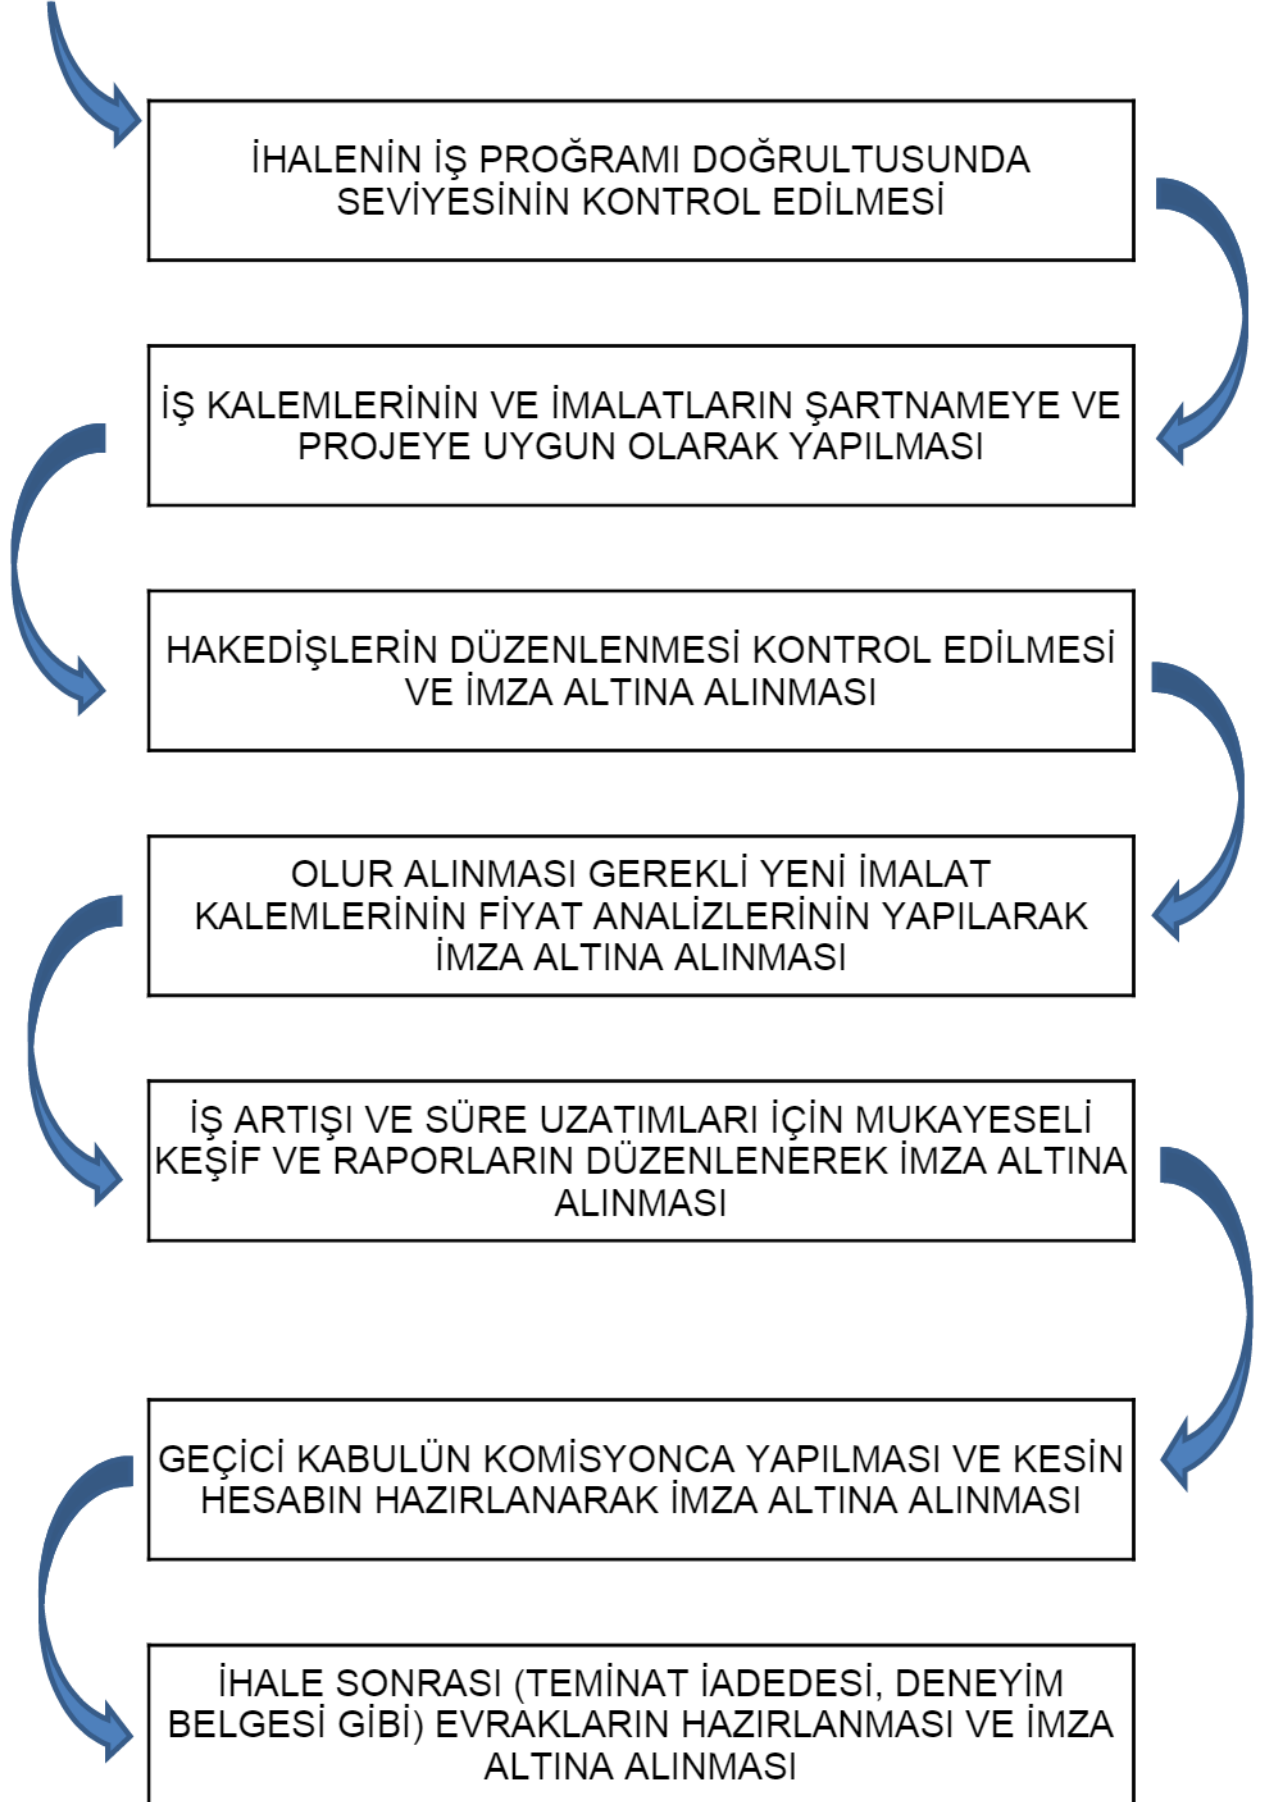 İHALENİN İŞ PROĞRAMI DOĞRULTUSUNDA
SEVİYESİNİN KONTROL EDİLMESİ
İŞ KALEMLERİNİN VE İMALATLARIN ŞARTNAMEYE VE
PROJEYE UYGUN OLARAK YAPILMASI
HAKEDİŞLERİN DÜZENLENMESİ KONTROL EDİLMESİ
VE İMZA ALTINA ALINMASI
OLUR ALINMASI GEREKLİ YENİ İMALAT
KALEMLERİNİN FİYAT ANALİZLERİNİN YAPILARAK
İMZA ALTINA ALINMASI
İŞ ARTIŞI VE SÜRE UZATIMLARI İÇİN MUKAYESELİ
KEŞİF VE RAPORLARIN DÜZENLENEREK İMZA ALTINA
ALINMASI
GEÇİCİ KABULÜN KOMİSYONCA YAPILMASI VE KESİN
HESABIN HAZIRLANARAK İMZA ALTINA ALINMASI
İHALE SONRASI (TEMİNAT İADEDESİ, DENEYİM
BELGESİ GİBİ) EVRAKLARIN HAZIRLANMASI VE İMZA
ALTINA ALINMASI